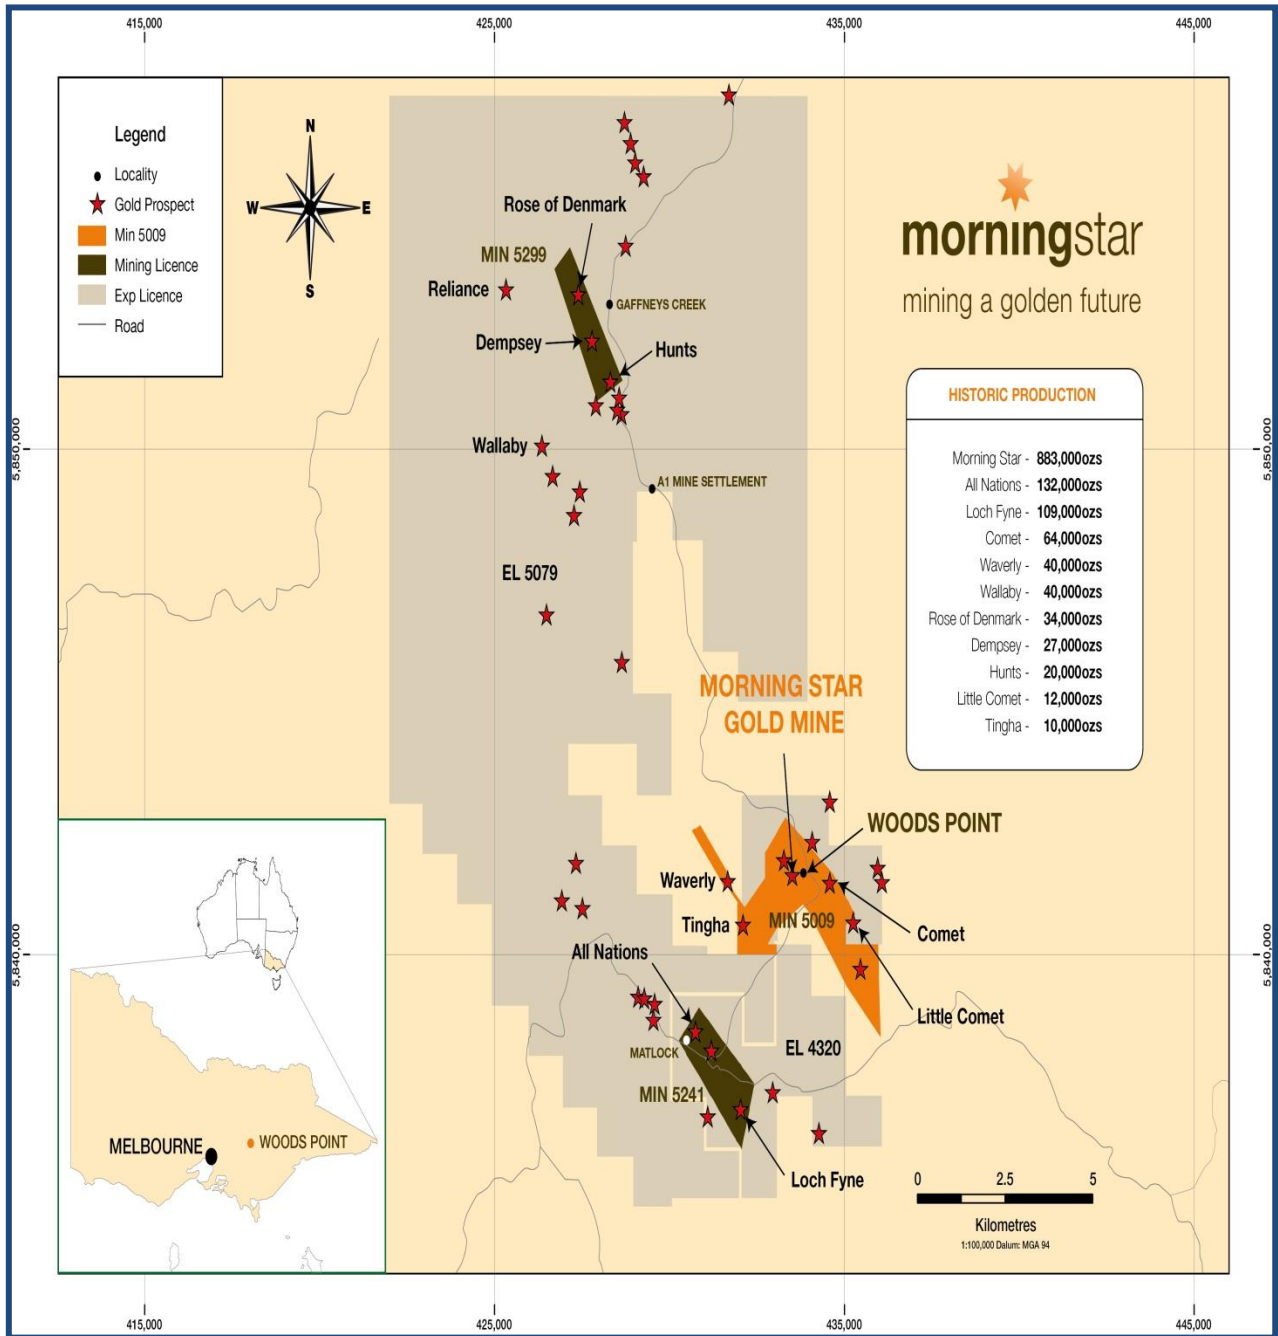 415,000
425,000
435,000
445,000
Legend
Locality
Gold Prospect
Min 5009
Mining Licence
Exp Licence
Road
N
W
E
S
morningstar
mining a golden future
Rose of Denmark
MIN 5299
Reliance
GAFFNEYS CREEK
Dempsey
Hunts
HISTORIC PRODUCTION
Morning Star - 883,000ozs
All Nations - 132,000ozs
Loch Fyne - 109,000ozs
Comet - 64,000ozs
Waverly - 40,000ozs
Wallaby - 40,000ozs
Rose of Denmark - 34,000ozs
Dempsey - 27,000ozs
Hunts - 20,000ozs
Little Comet - 12,000ozs
Tingha - 10,000ozs
5,850,000
5,850,000
Wallaby
A1 MINE SETTLEMENT
EL 5079
MORNING STAR
GOLD MINE
WOODS POINT
Waverly
Tingha
MIN 5009
Comet
All Nations
5,840,000
5,840,000
Little Comet
MATLOCK
EL 4320
MIN 5241
Loch Fyne
MELBOURNE
WOODS POINT
0
2.5
5
Kilometres
1:100,000 Datum: MGA 94
415,000
425,000
435,000
445,000